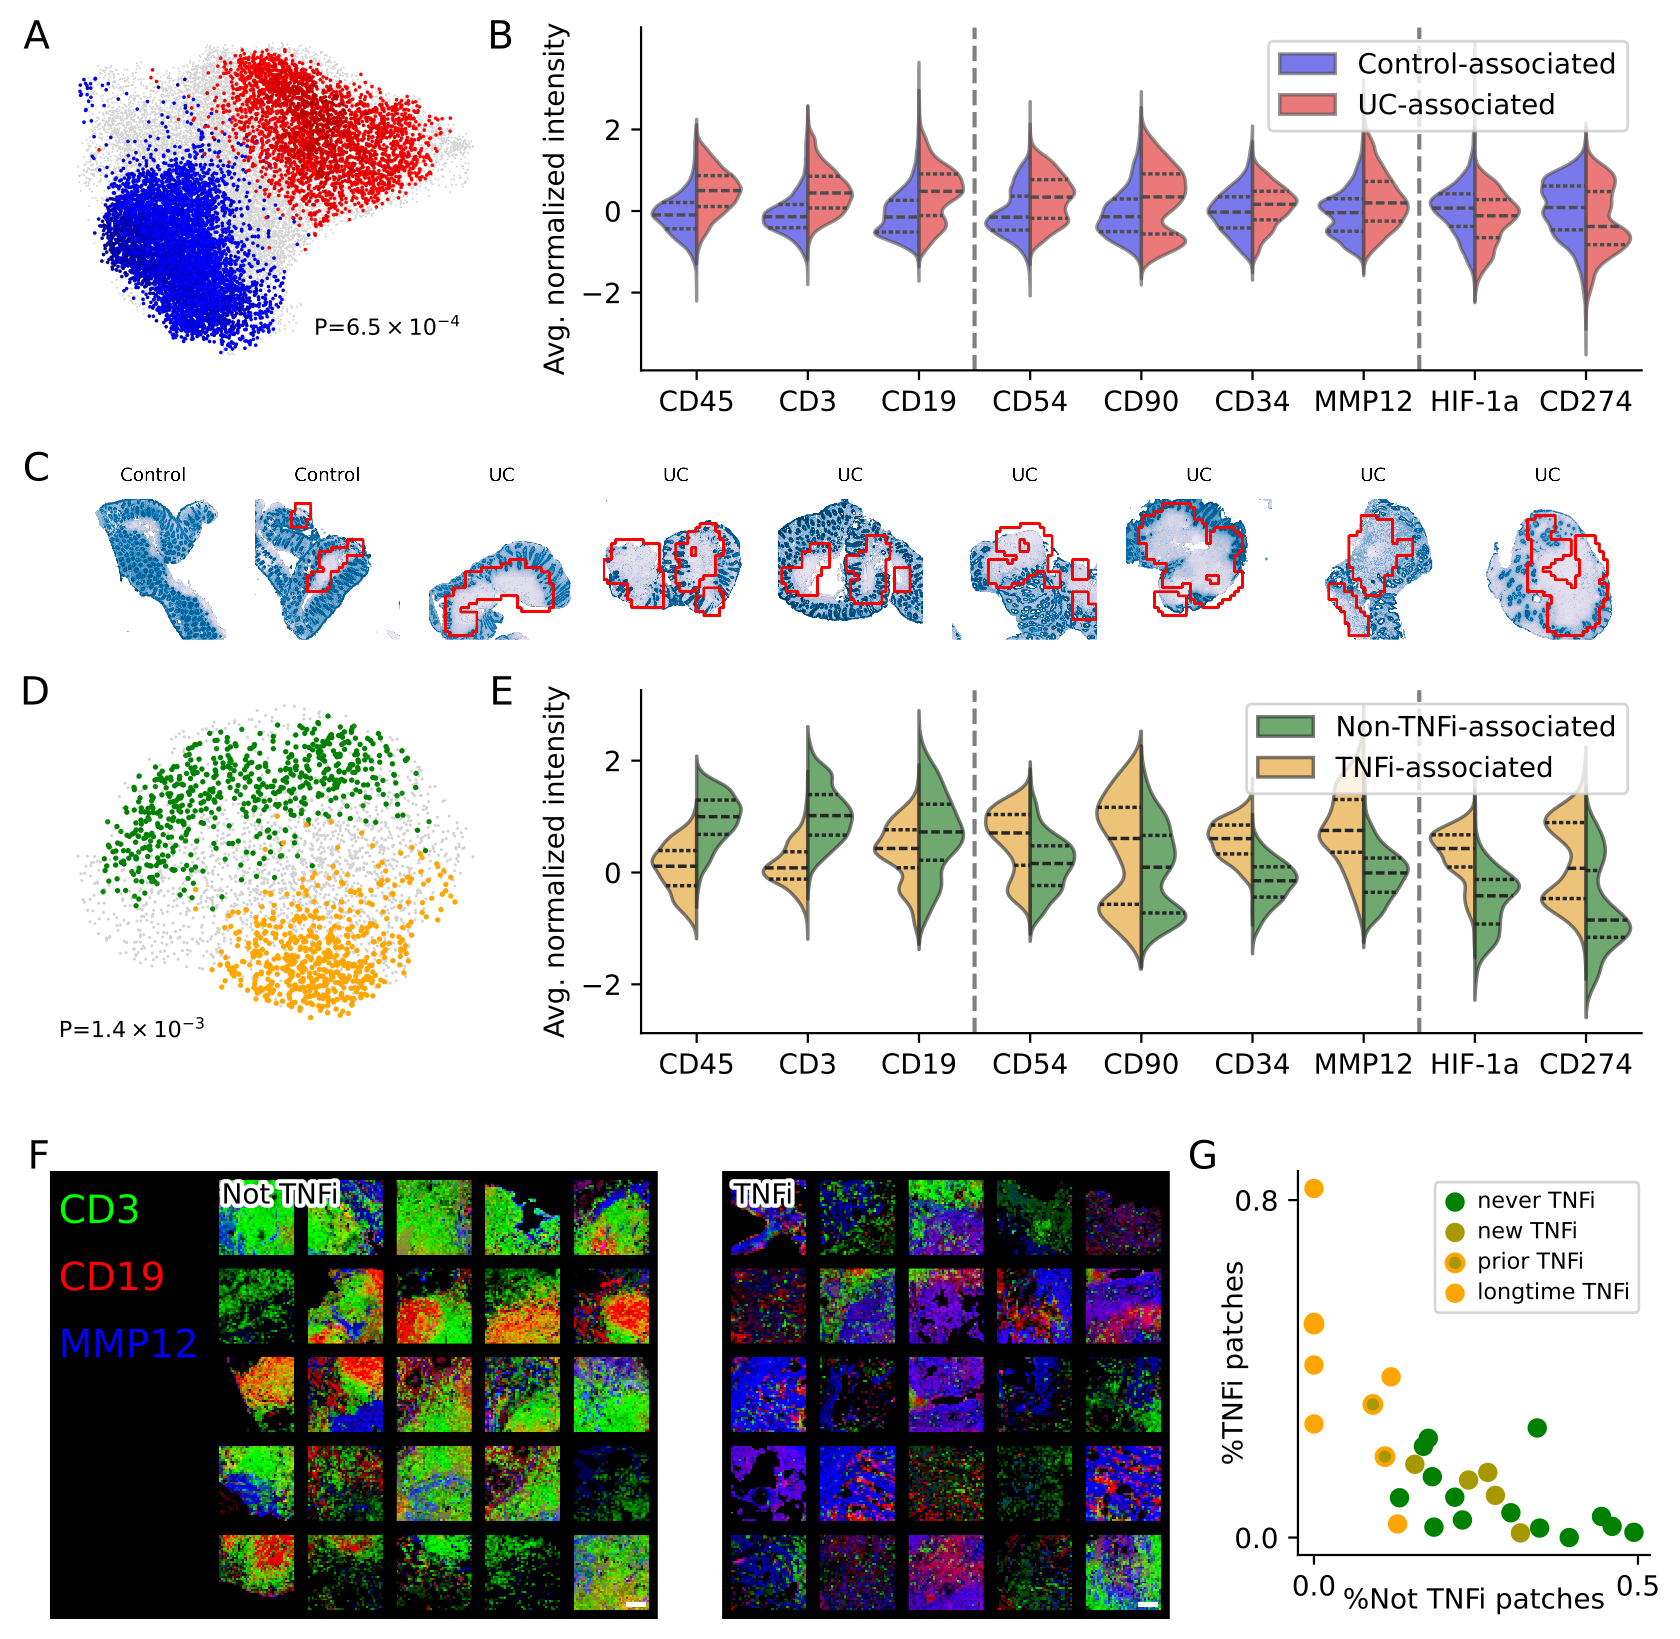 A
P=6.5 × 10⁻⁴
B
Avg. normalized intensity
2
0
−2
Control-associated
UC-associated
CD45 CD3 CD19 CD54 CD90 CD34 MMP12 HIF-1a CD274
C
Control Control UC UC UC UC UC UC UC
D
P=1.4 × 10⁻³
E
Avg. normalized intensity
2
0
−2
Non-TNFi-associated
TNFi-associated
CD45 CD3 CD19 CD54 CD90 CD34 MMP12 HIF-1a CD274
F
CD3
CD19
MMP12
Not TNFi
TNFi
G
%TNFi patches
0.8
0.0
never TNFi
new TNFi
prior TNFi
longtime TNFi
0.0 0.5
%Not TNFi patches